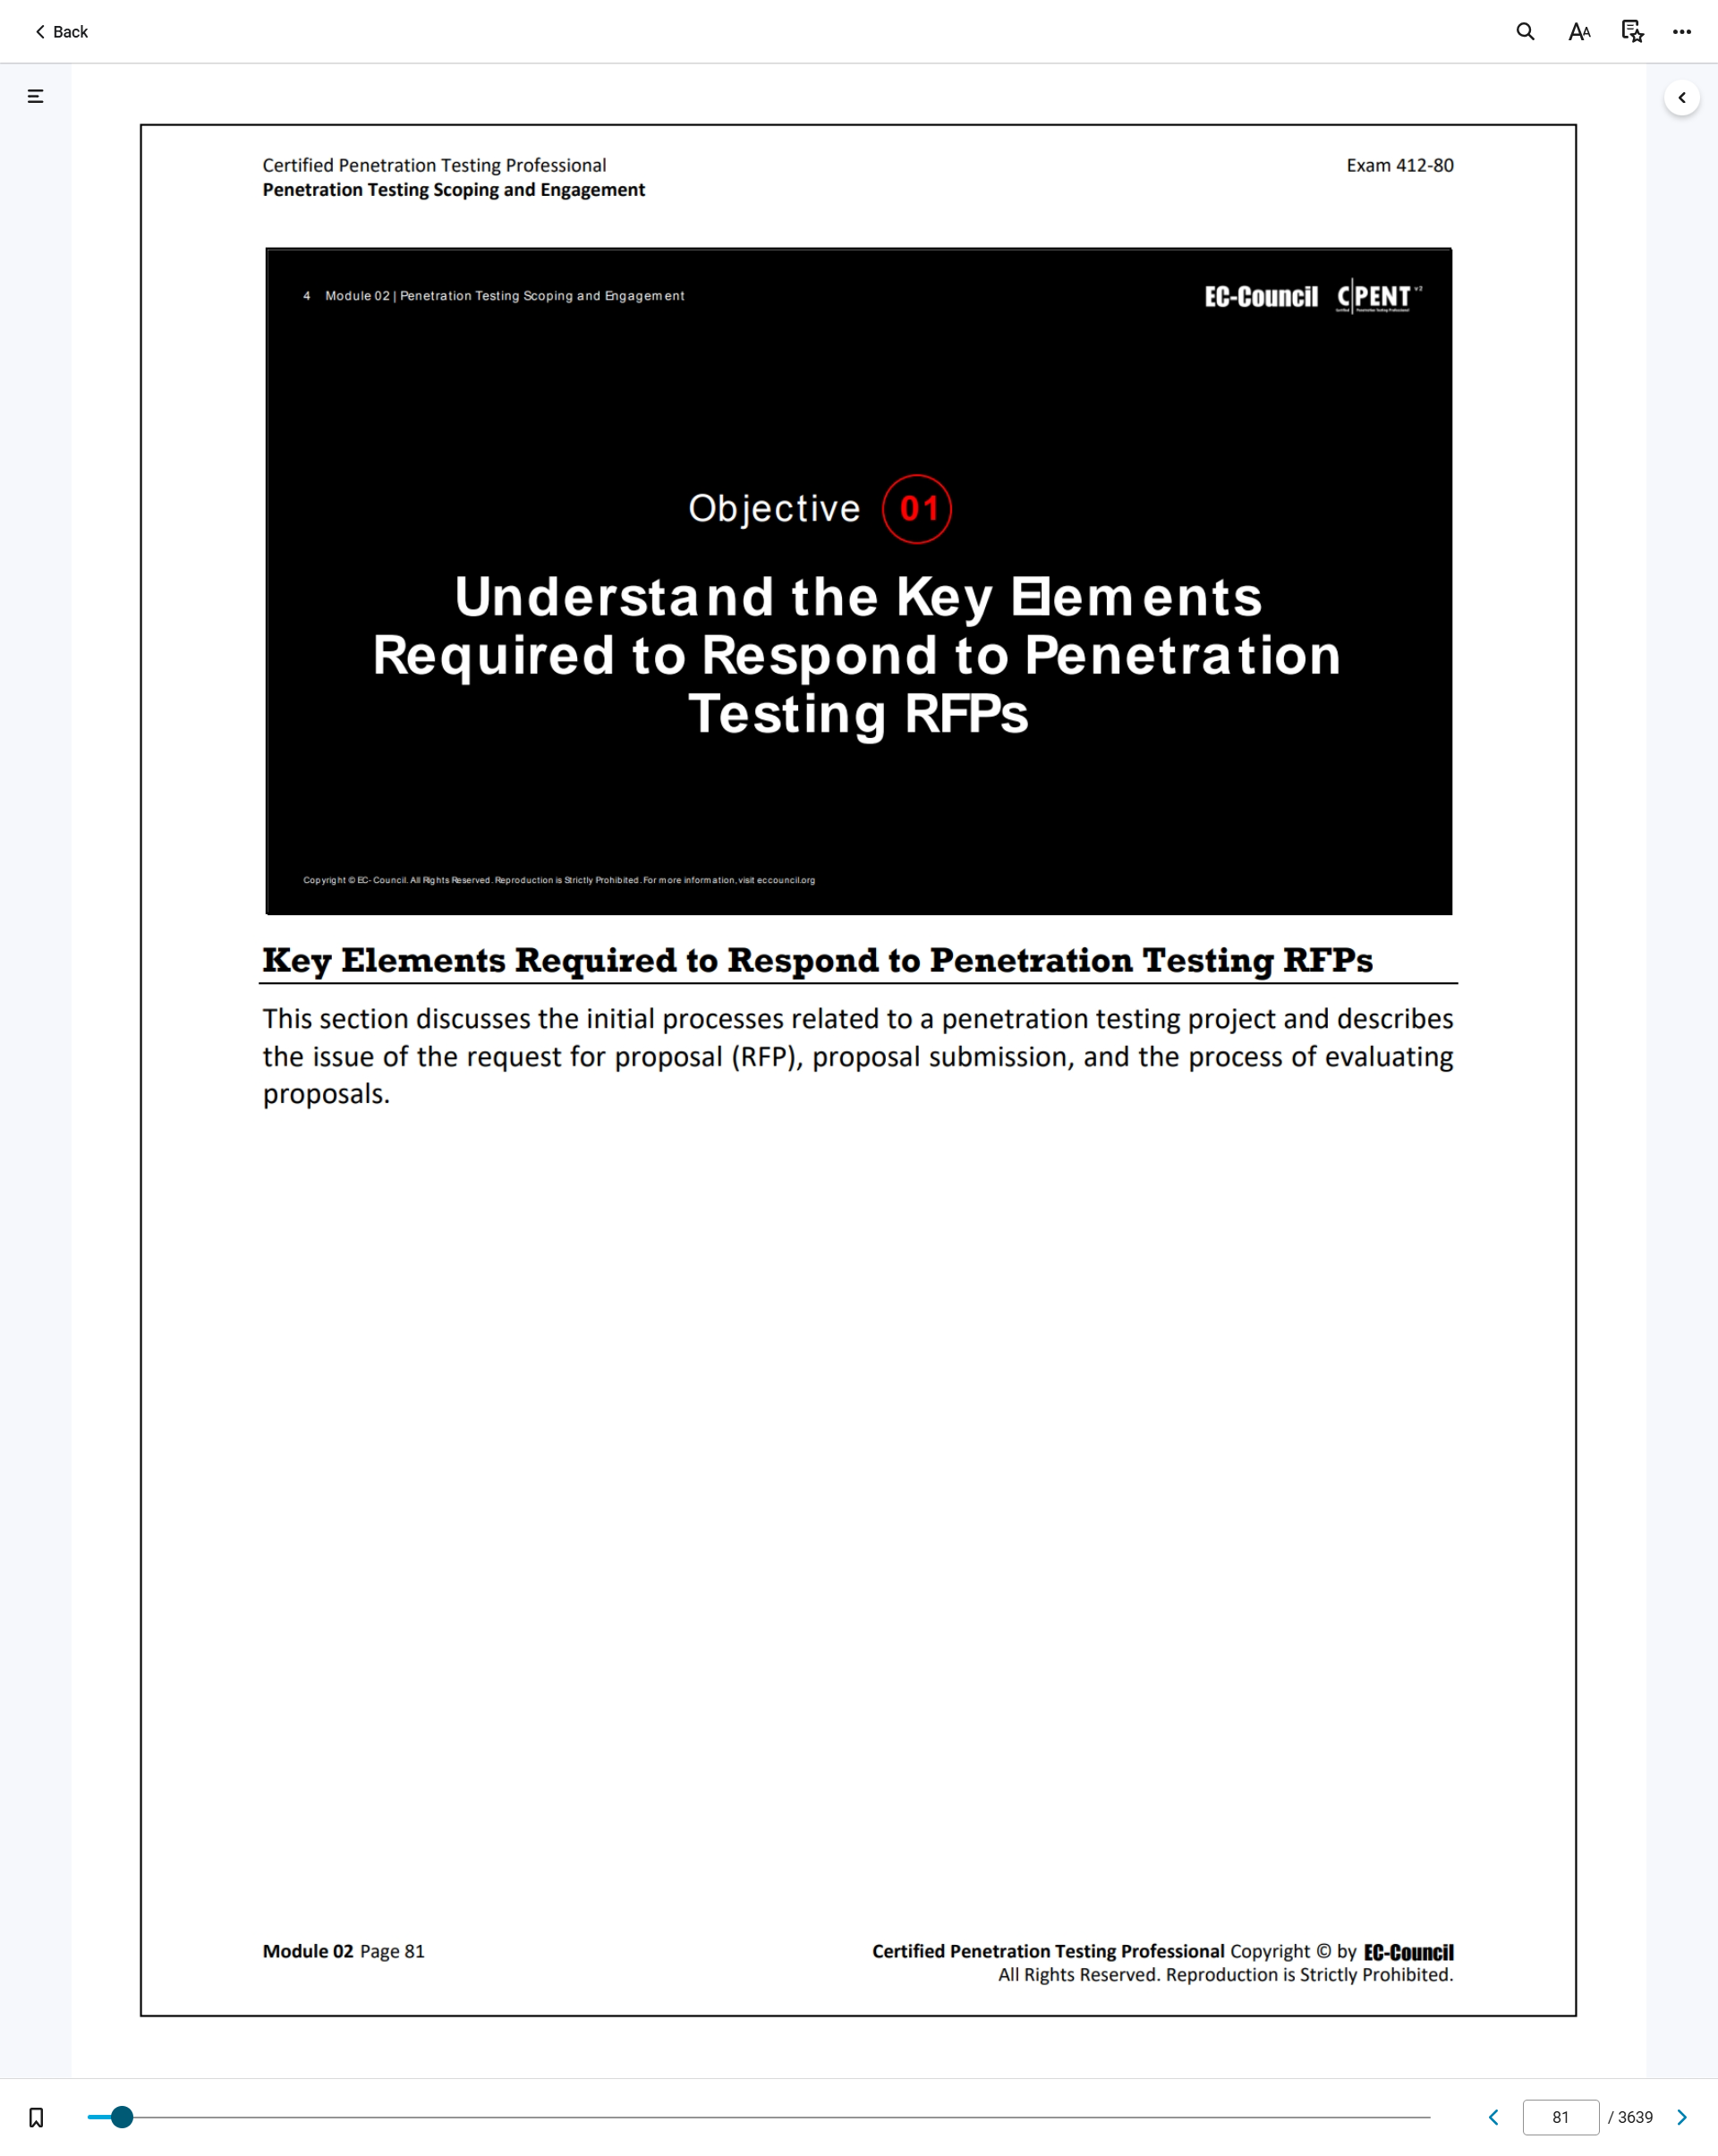 Back
Certified Penetration Testing Professional
Exam 412-80
Penetration Testing Scoping and Engagement
4 Module 02 | Penetration Testing Scoping and Engagement
EC-Council CPENT v2
Objective 01
Understand the Key Elements
Required to Respond to Penetration
Testing RFPs
Copyright © EC-Council. All Rights Reserved. Reproduction is Strictly Prohibited. For more information, visit eccouncil.org
Key Elements Required to Respond to Penetration Testing RFPs
This section discusses the initial processes related to a penetration testing project and describes
the issue of the request for proposal (RFP), proposal submission, and the process of evaluating
proposals.
Module 02 Page 81
Certified Penetration Testing Professional Copyright © by EC-Council
All Rights Reserved. Reproduction is Strictly Prohibited.
81 / 3639